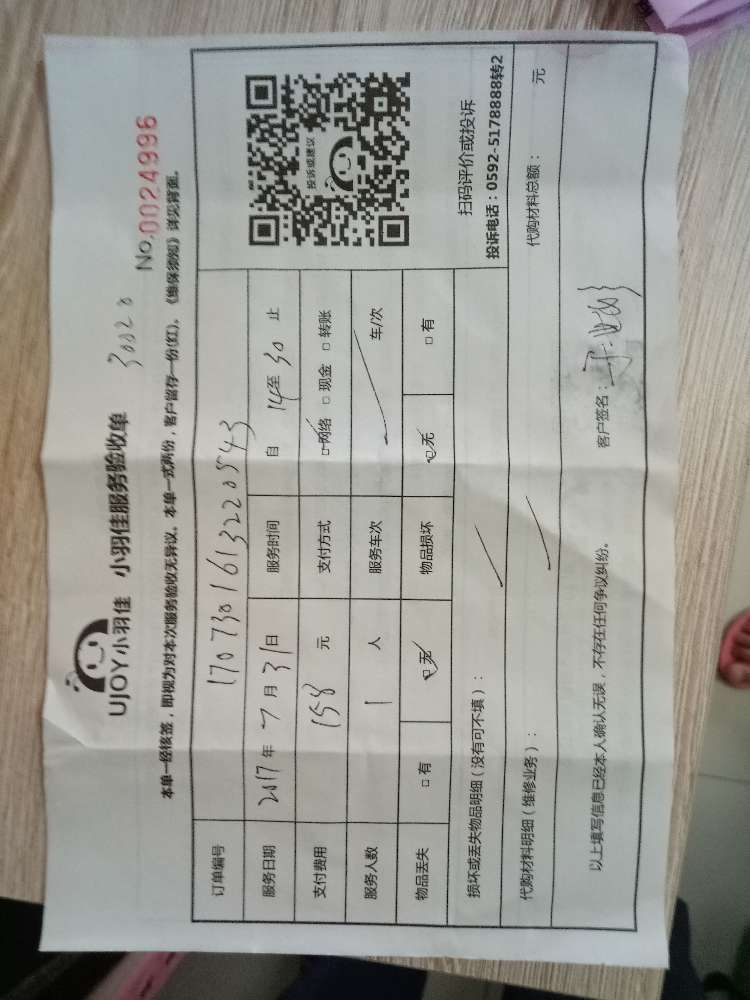 UJOY小羽佳 小羽佳服务验收单 30020 No.0024996
本单一经核签，即视为对本次服务验收无异议。本单一式两份，客户留存一份(红)。《维保须知》详见背面。
订单编号 1707301613220543
服务日期 2017年7月31日 服务时间 自 14至30 止
支付费用 158 元 支付方式 网络 □现金 □转账
服务人数 1 人 服务车次 车/次
物品丢失 □有 无 物品损坏 无 □有
投诉或建议
扫码评价或投诉
投诉电话：0592-5178888转2
损坏或丢失物品明细（没有可不填）：
代购材料明细（维修业务）： 代购材料总额： 元
以上填写信息已经本人确认无误，不存在任何争议纠纷。 客户签名：